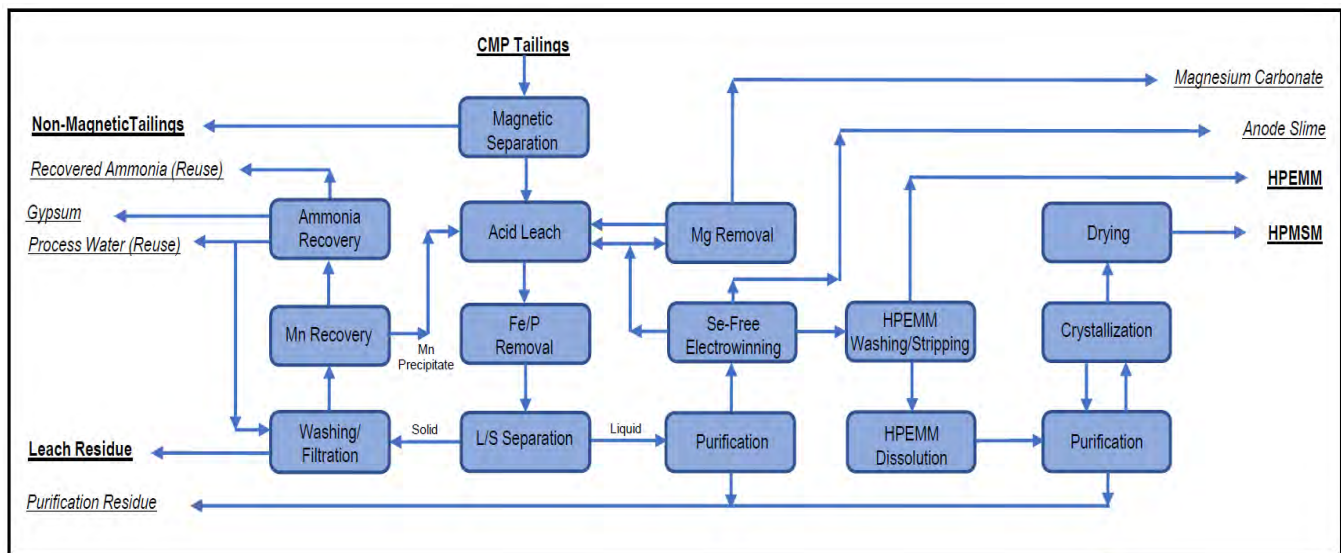 CMP Tailings
Magnesium Carbonate
Magnetic
Separation
Non-MagneticTailings
Anode Slime
Recovered Ammonia (Reuse)
HPEMM
Gypsum
Ammonia
Recovery
Acid Leach
Mg Removal
Drying
HPMSM
Process Water (Reuse)
Mn Recovery
Mn
Precipitate
Fe/P
Removal
Se-Free
Electrowinning
HPEMM
Washing/Stripping
Crystallization
Leach Residue
Washing/
Filtration
Solid
L/S Separation
Liquid
Purification
HPEMM
Dissolution
Purification
Purification Residue